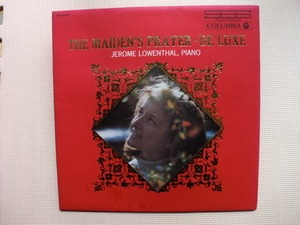 COLUMBIA
THE MAIDEN'S PRAYER - DE LUXE
JEROME LOWENTHAL, PIANO